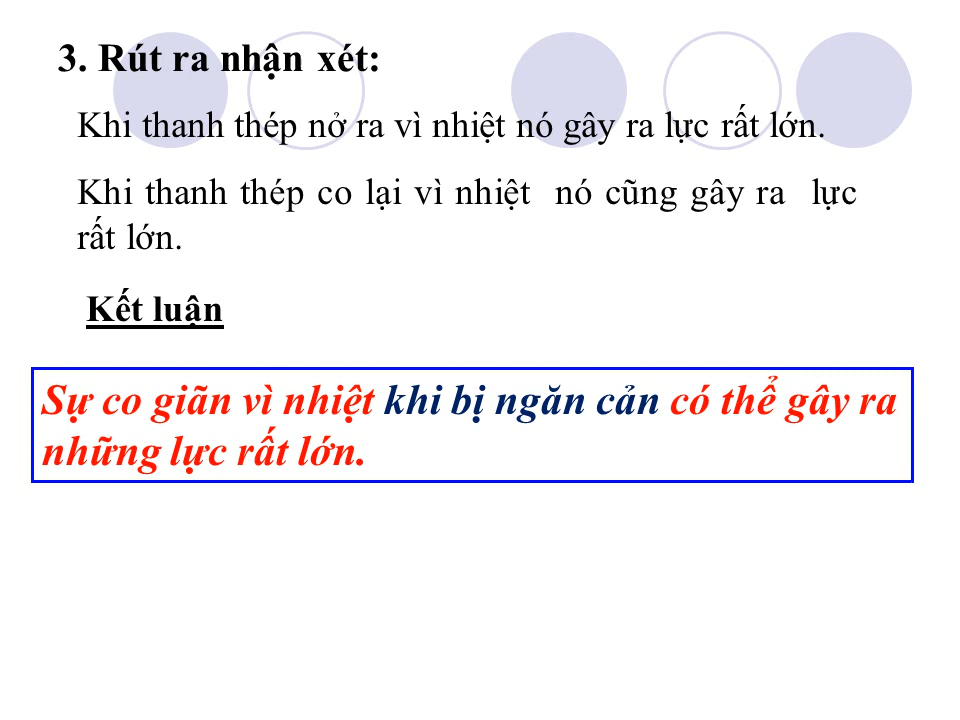 3. Rút ra nhận xét:
Khi thanh thép nở ra vì nhiệt nó gây ra lực rất lớn.
Khi thanh thép co lại vì nhiệt nó cũng gây ra lực
rất lớn.
Kết luận
Sự co giãn vì nhiệt khi bị ngăn cản có thể gây ra
những lực rất lớn.